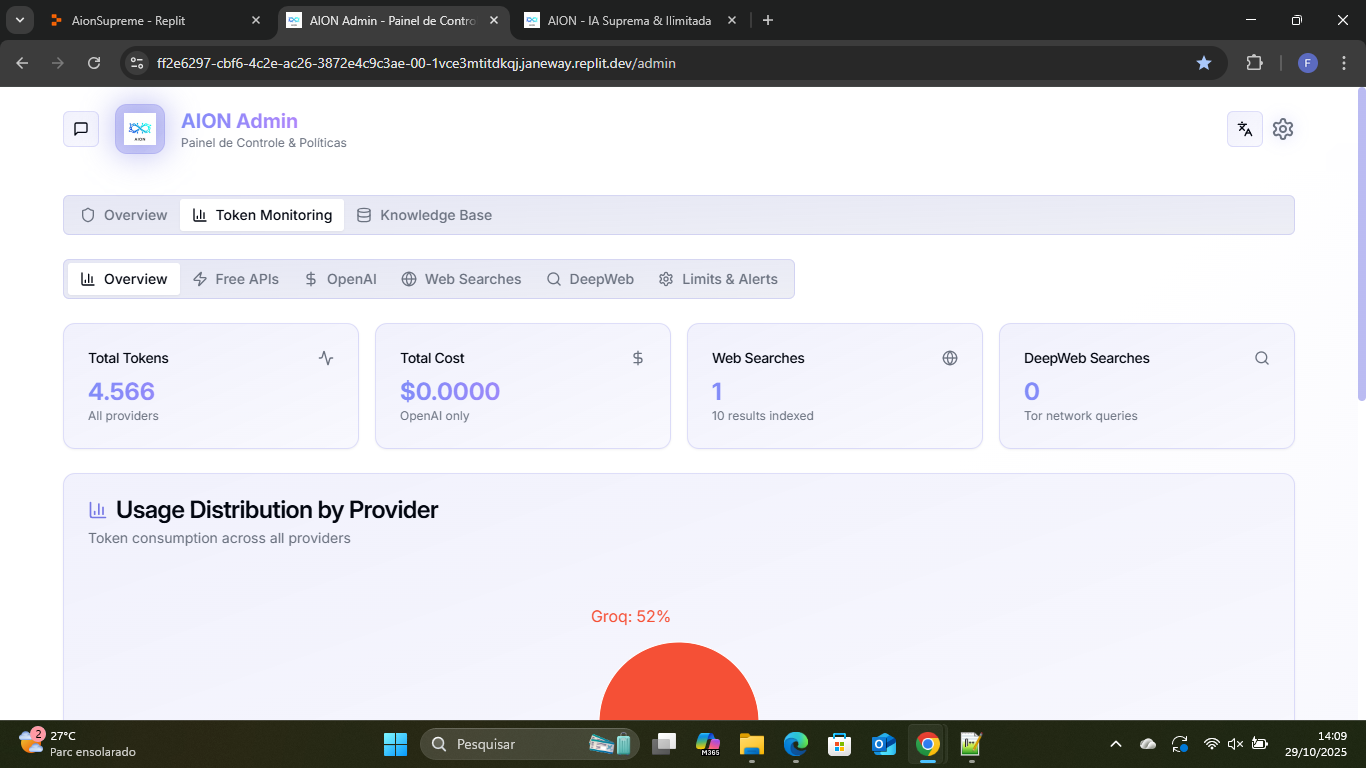 AionSupreme - Replit
AION Admin - Painel de Contro
AION - IA Suprema & Ilimitada
ff2e6297-cbf6-4c2e-ac26-3872e4c9c3ae-00-1vce3mtitdkqj.janeway.replit.dev/admin
F
AION
AION Admin
Painel de Controle & Políticas
Overview
Token Monitoring
Knowledge Base
Overview
Free APIs
OpenAI
Web Searches
DeepWeb
Limits & Alerts
Total Tokens
4.566
All providers
Total Cost
$0.0000
OpenAI only
Web Searches
1
10 results indexed
DeepWeb Searches
0
Tor network queries
Usage Distribution by Provider
Token consumption across all providers
Groq: 52%
2
27°C
Parc ensolarado
Pesquisar
M365
14:09
29/10/2025